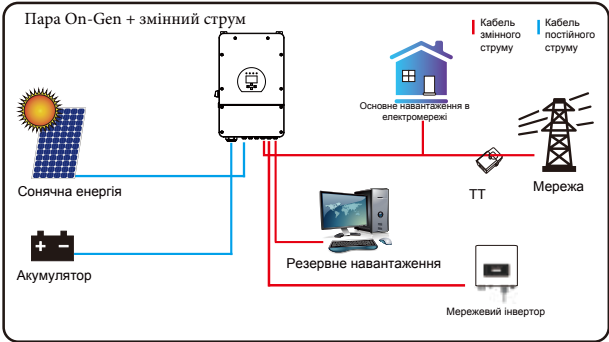 Пара On-Gen + змінний струм
Кабель
змінного
струму
Кабель
постійного
струму
Основне навантаження в
електромережі
Сонячна енергія
ТТ
Мережа
Резервне навантаження
Акумулятор
Мережевий інвертор